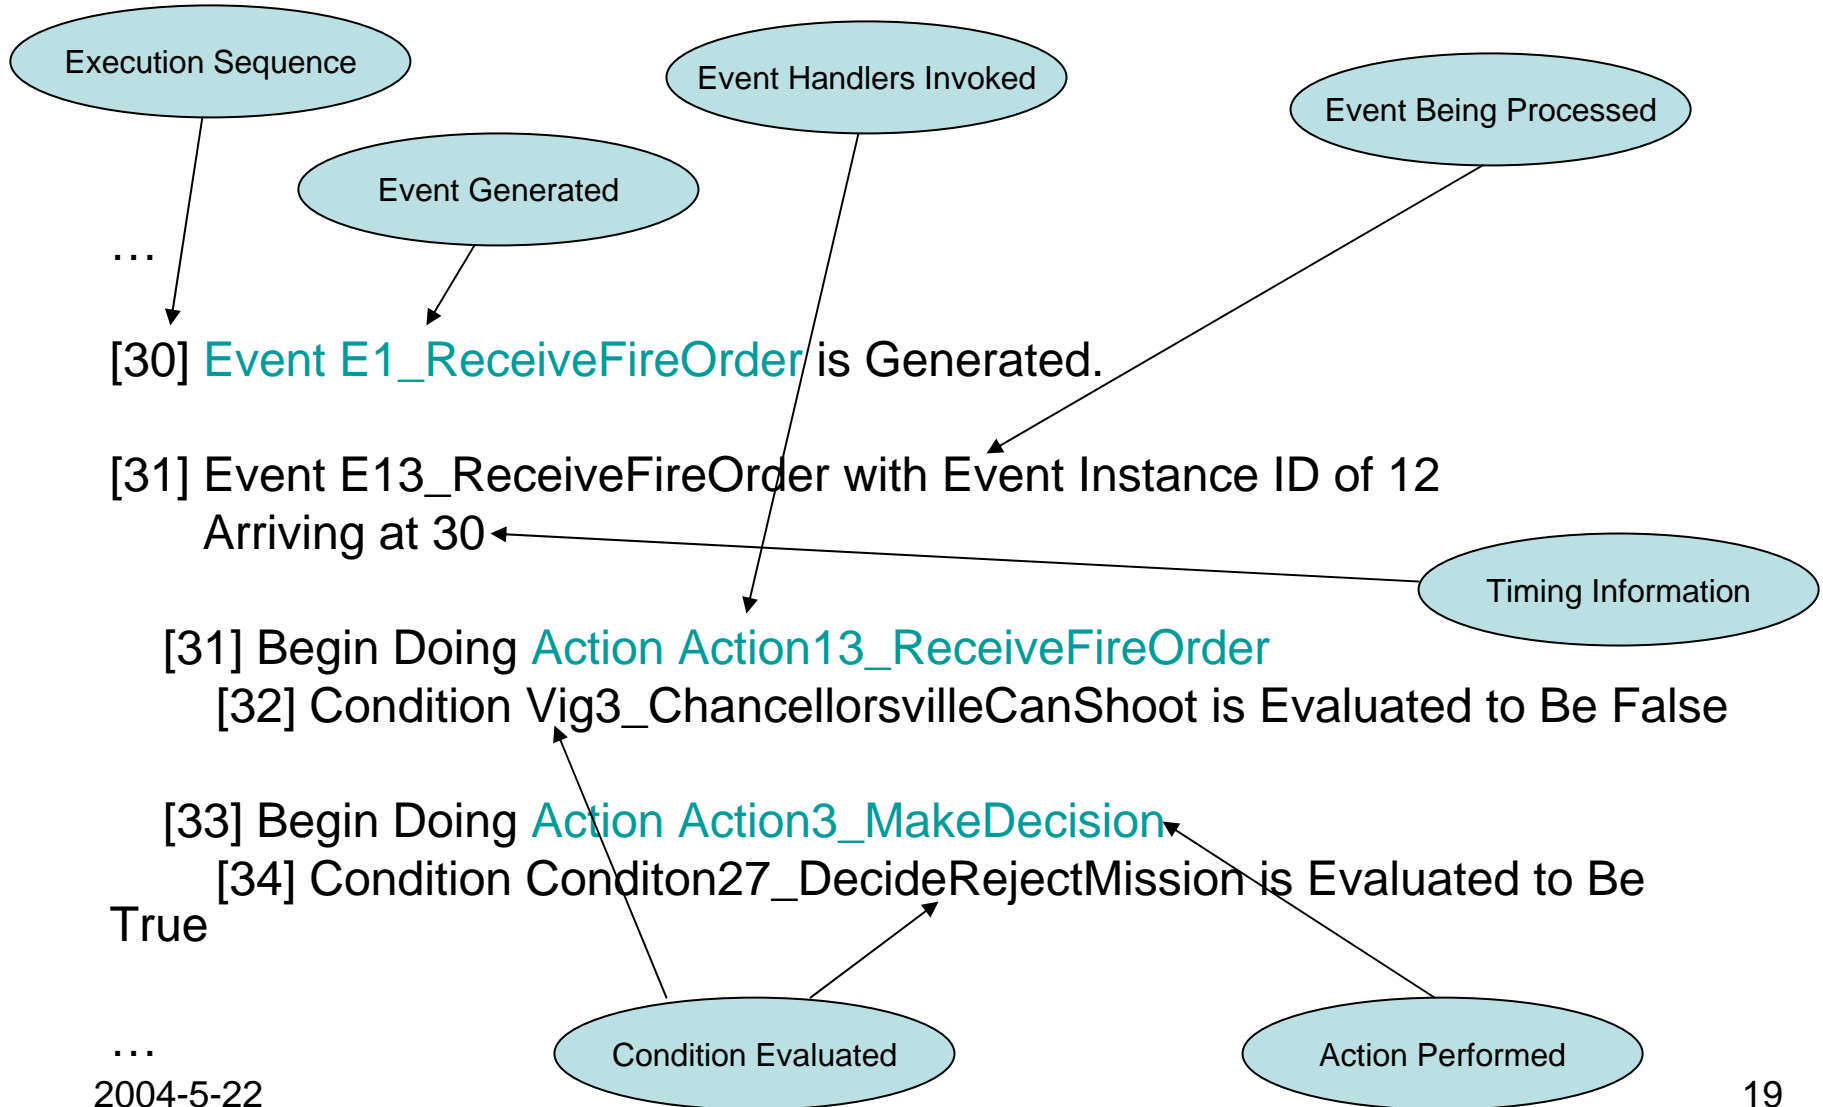 Execution Sequence
Event Handlers Invoked
Event Being Processed
Event Generated
…
[30] Event E1_ReceiveFireOrder is Generated.
[31] Event E13_ReceiveFireOrder with Event Instance ID of 12
Arriving at 30
Timing Information
[31] Begin Doing Action Action13_ReceiveFireOrder
[32] Condition Vig3_ChancellorsvilleCanShoot is Evaluated to Be False
[33] Begin Doing Action Action3_MakeDecision
[34] Condition Conditon27_DecideRejectMission is Evaluated to Be
True
…
Condition Evaluated
Action Performed
2004-5-22
19